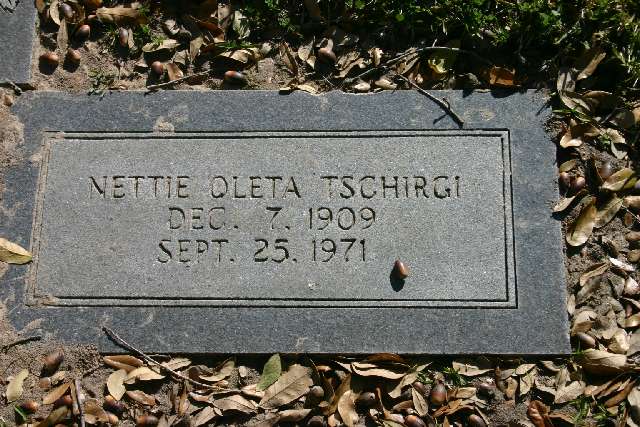 NETTIE OLETA TSCHIRGI
DEC. 7. 1909
SEPT. 25. 1971